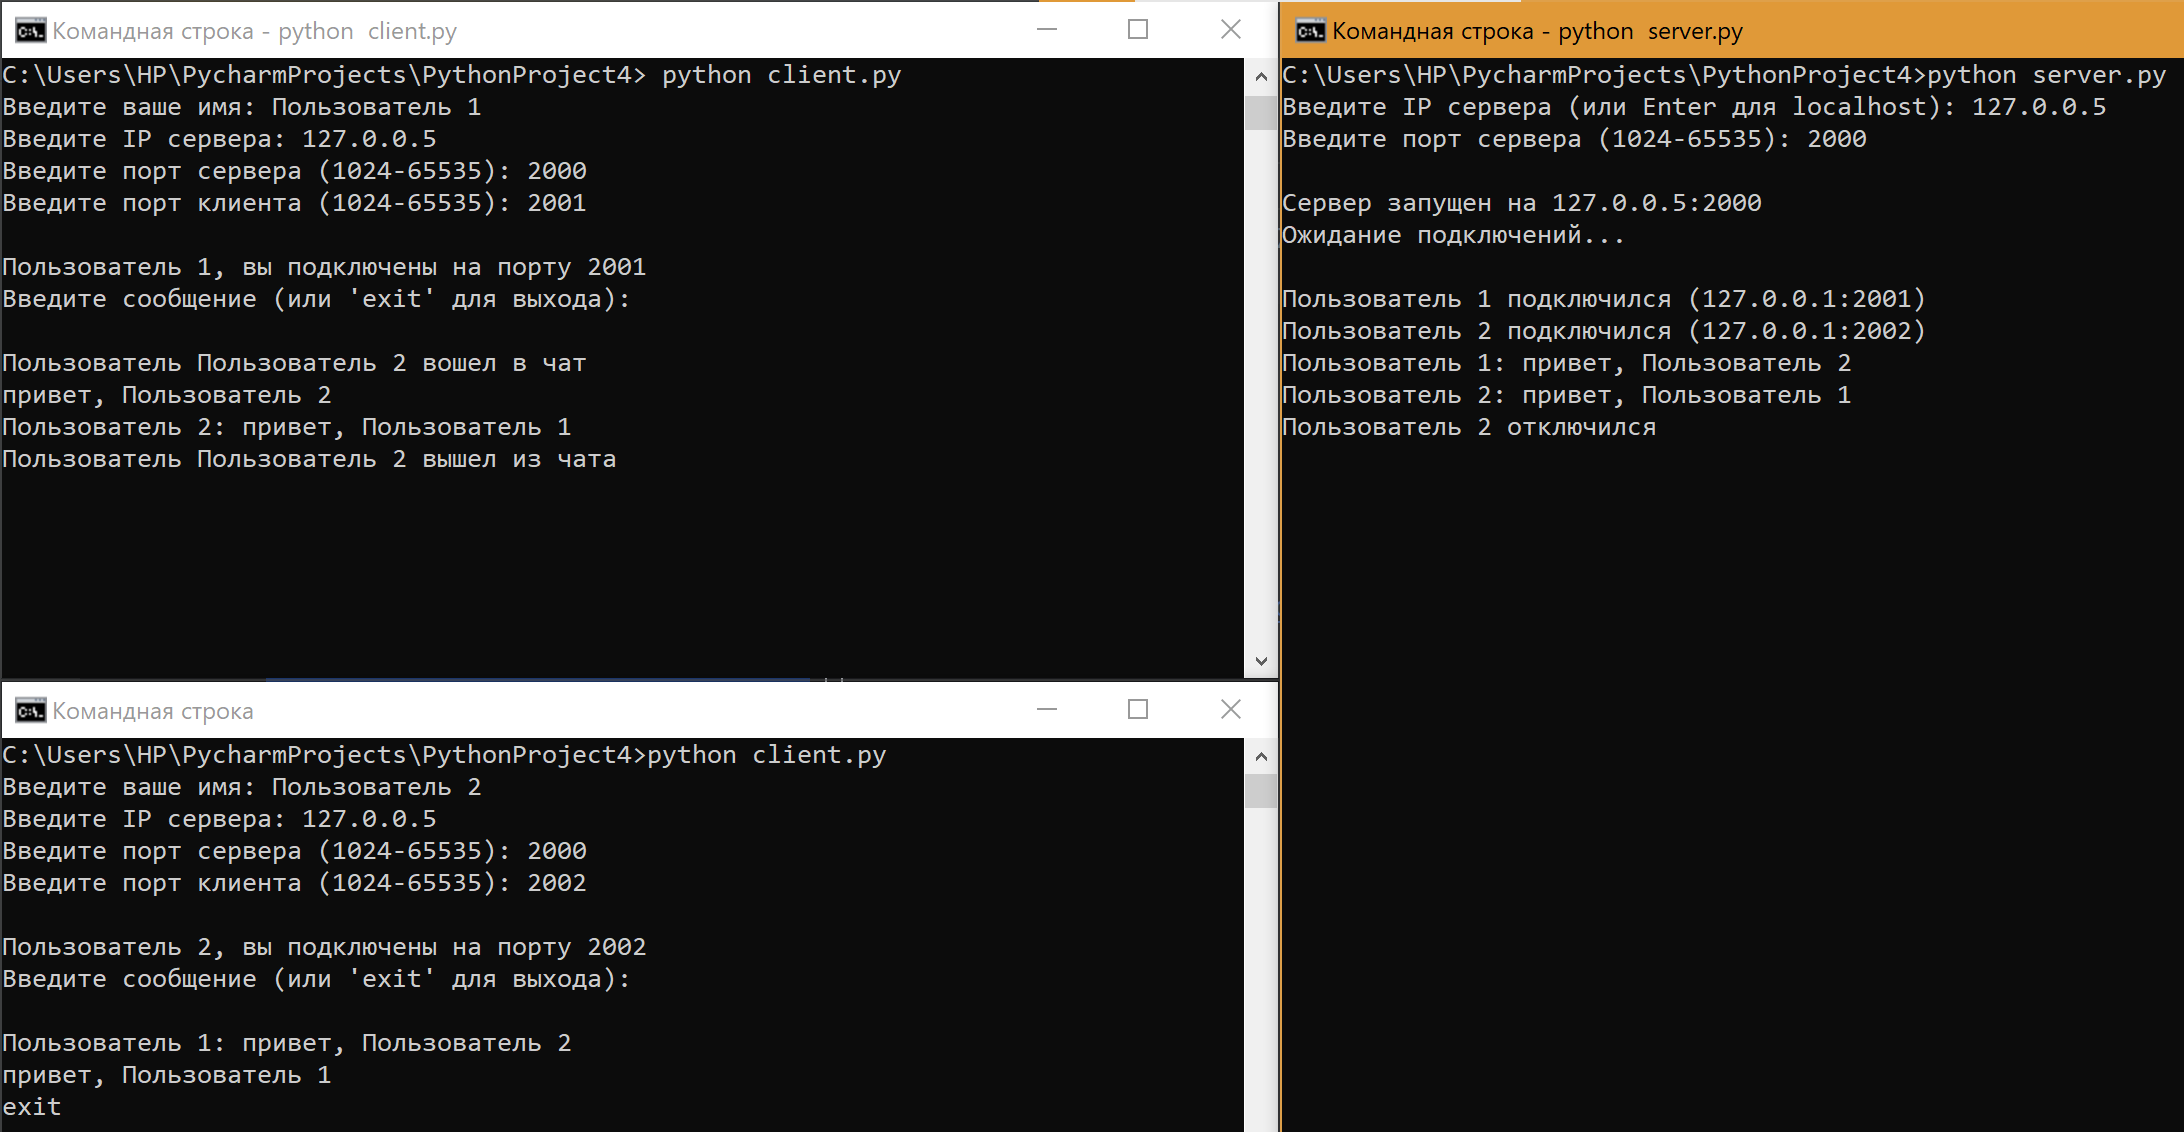 Командная строка - python  client.py
C:\Users\HP\PycharmProjects\PythonProject4> python client.py
Введите ваше имя: Пользователь 1
Введите IP сервера: 127.0.0.5
Введите порт сервера (1024-65535): 2000
Введите порт клиента (1024-65535): 2001
Пользователь 1, вы подключены на порту 2001
Введите сообщение (или 'exit' для выхода):
Пользователь Пользователь 2 вошел в чат
привет, Пользователь 2
Пользователь 2: привет, Пользователь 1
Пользователь Пользователь 2 вышел из чата
Командная строка
C:\Users\HP\PycharmProjects\PythonProject4>python client.py
Введите ваше имя: Пользователь 2
Введите IP сервера: 127.0.0.5
Введите порт сервера (1024-65535): 2000
Введите порт клиента (1024-65535): 2002
Пользователь 2, вы подключены на порту 2002
Введите сообщение (или 'exit' для выхода):
Пользователь 1: привет, Пользователь 2
привет, Пользователь 1
exit
Командная строка - python  server.py
C:\Users\HP\PycharmProjects\PythonProject4>python server.py
Введите IP сервера (или Enter для localhost): 127.0.0.5
Введите порт сервера (1024-65535): 2000
Сервер запущен на 127.0.0.5:2000
Ожидание подключений...
Пользователь 1 подключился (127.0.0.1:2001)
Пользователь 2 подключился (127.0.0.1:2002)
Пользователь 1: привет, Пользователь 2
Пользователь 2: привет, Пользователь 1
Пользователь 2 отключился